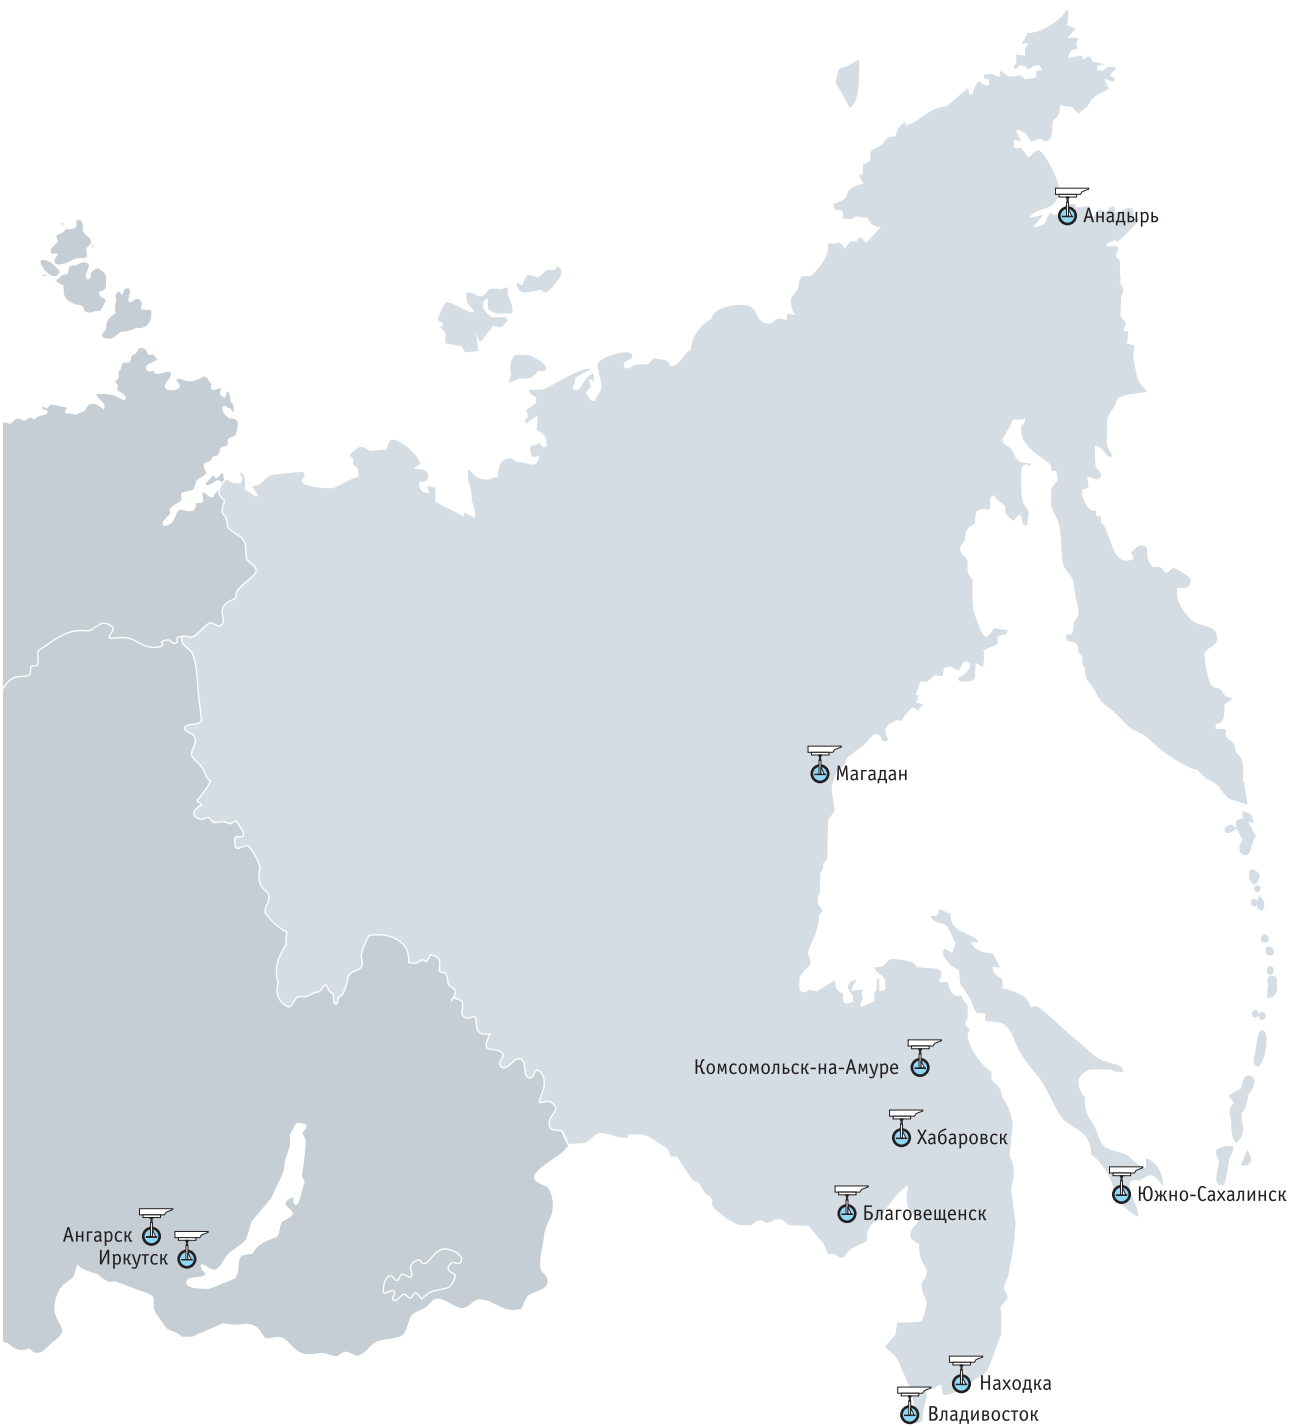 Анадырь
Магадан
Комсомольск-на-Амуре
Хабаровск
Южно-Сахалинск
Благовещенск
Ангарск
Иркутск
Находка
Владивосток